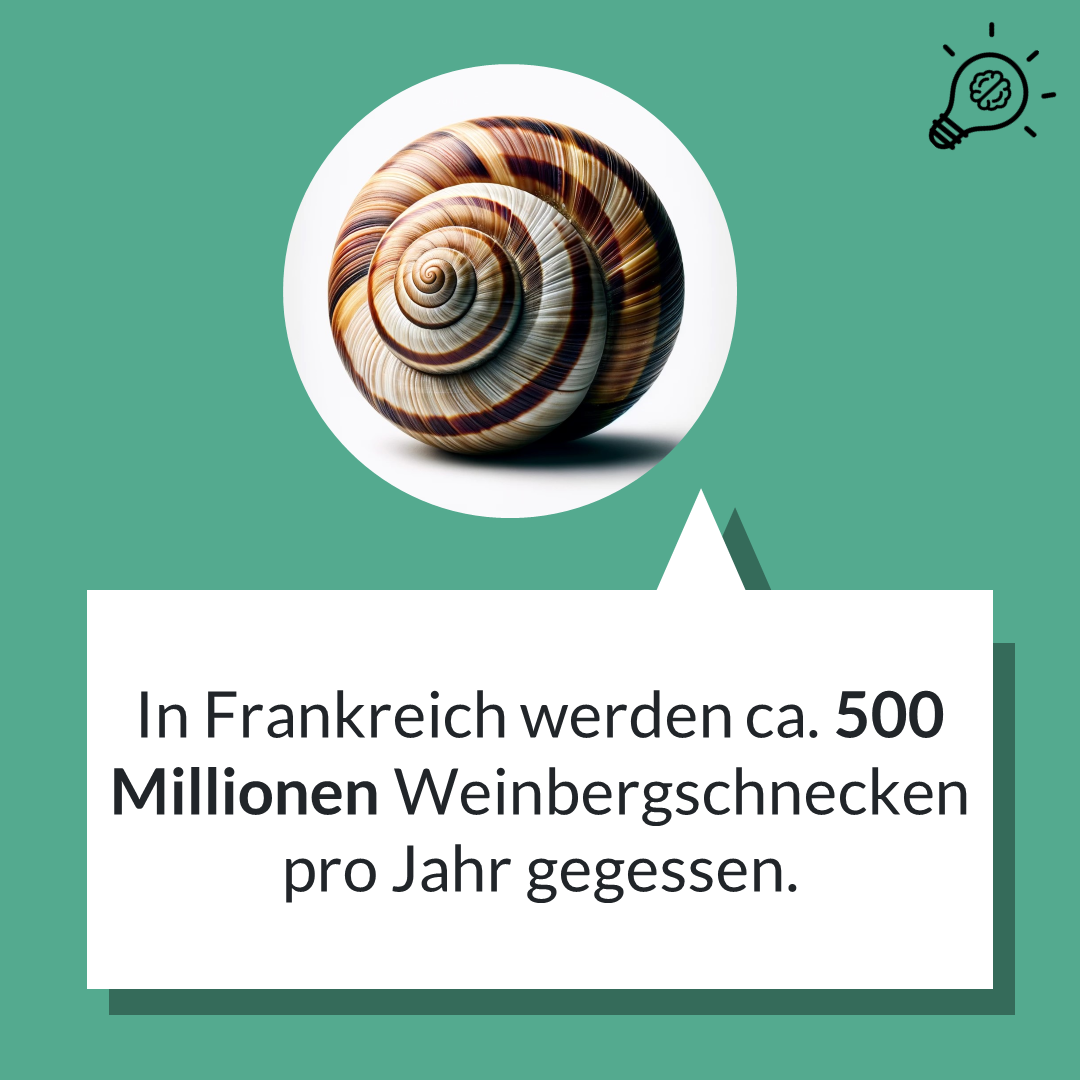 In Frankreich werden ca. 500
Millionen Weinbergschnecken
pro Jahr gegessen.